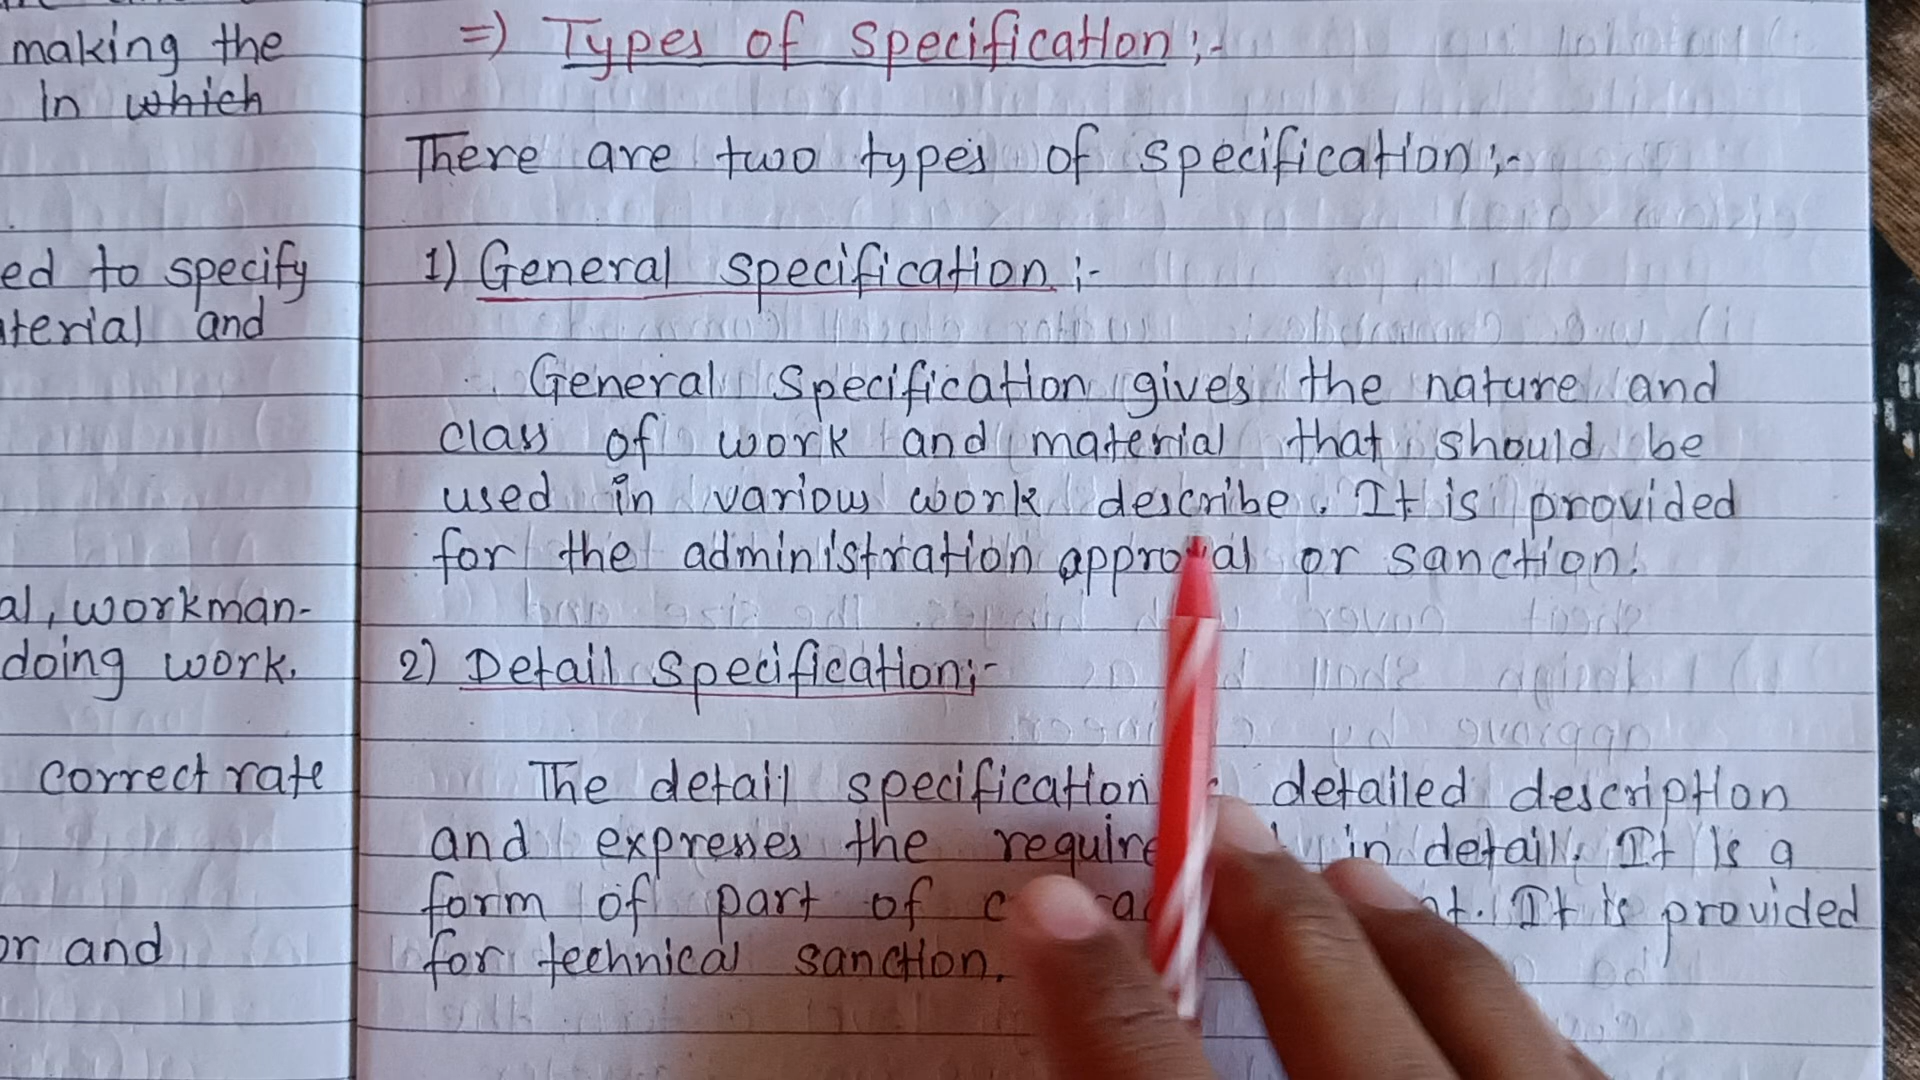 making the
in which
ed to specify
terial and
al, workman-
doing work.
correct rate
or and
=) Types of specification :-
There are two types of specification :-
1) General specification :-
General specification gives the nature and
class of work and material that should be
used in various work describe. It is provided
for the administration approval or sanction.
2) Detail specification :-
The detail specification detailed description
and expresses the in detail. It is a
form of part of It is provided
for technical sanction.